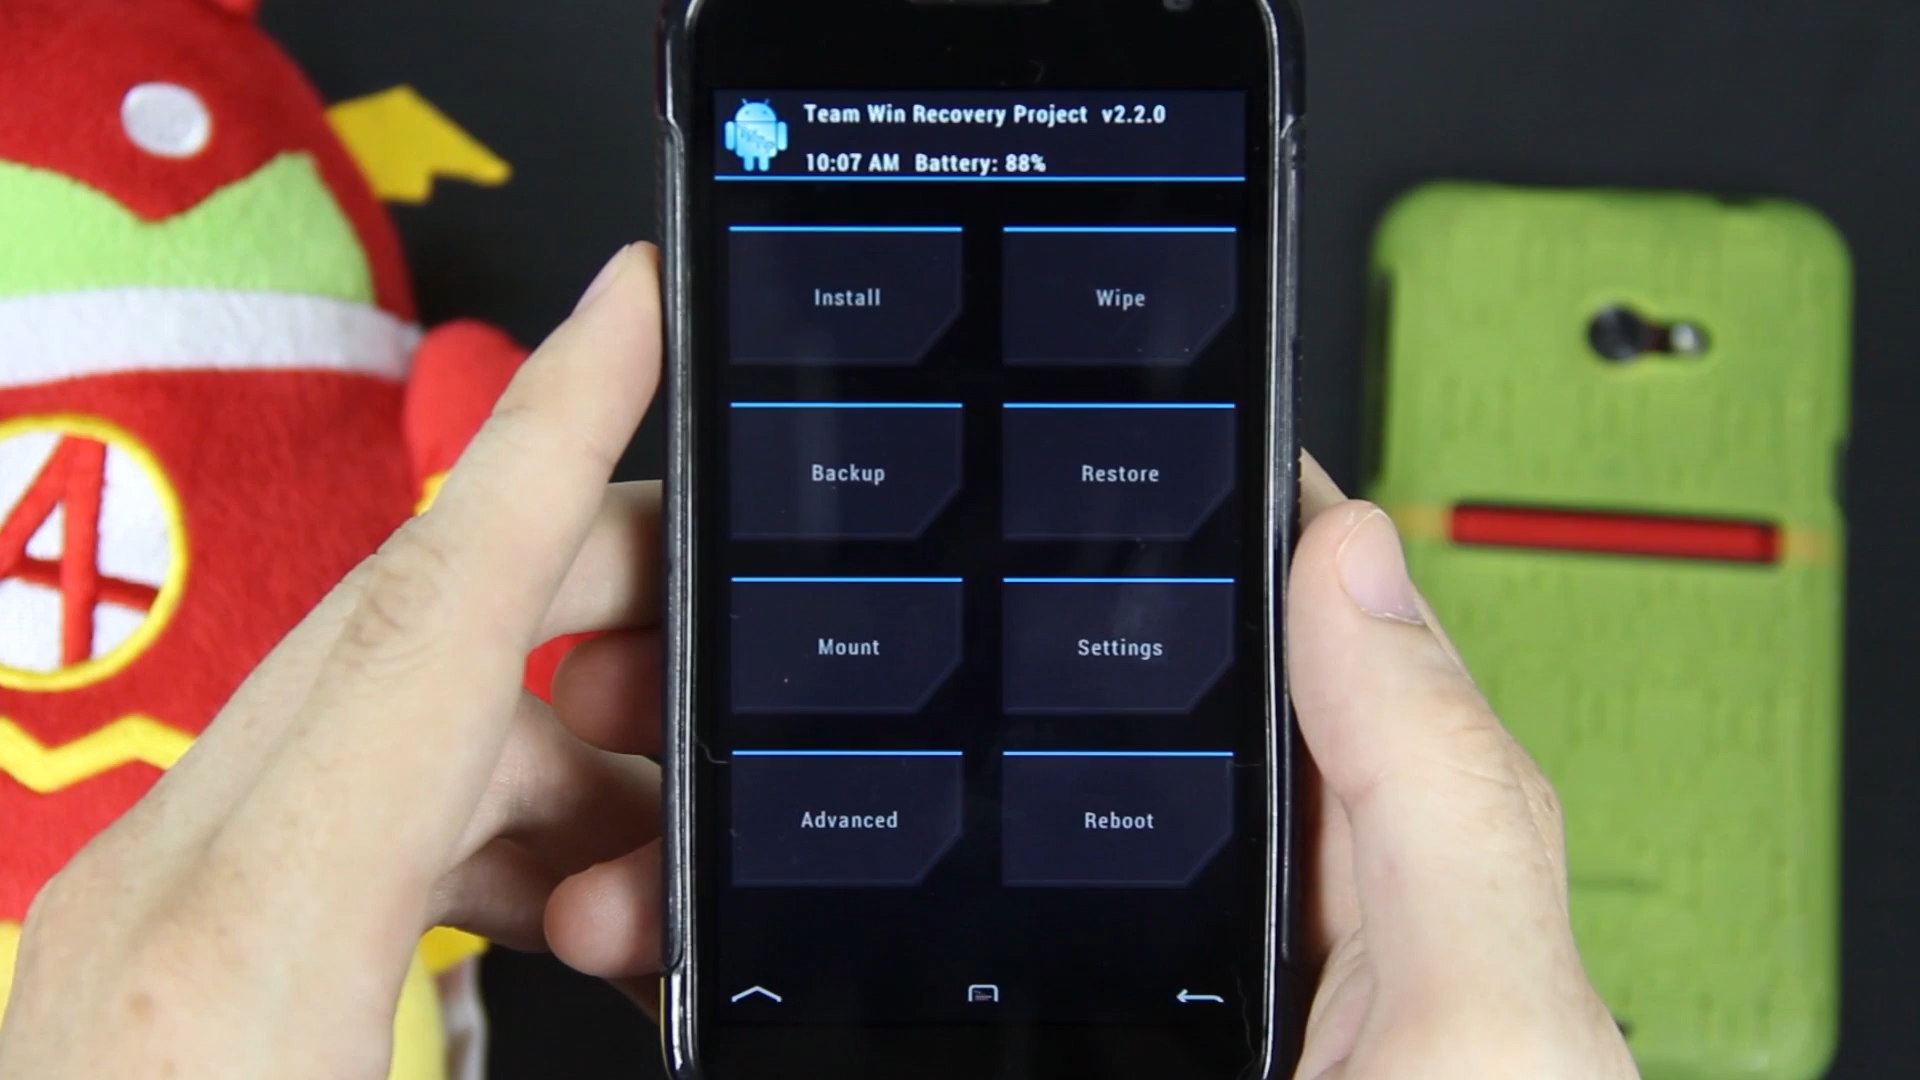 Team Win Recovery Project v2.2.0
10:07 AM Battery: 88%
Install
Wipe
Backup
Restore
Mount
Settings
Advanced
Reboot
4